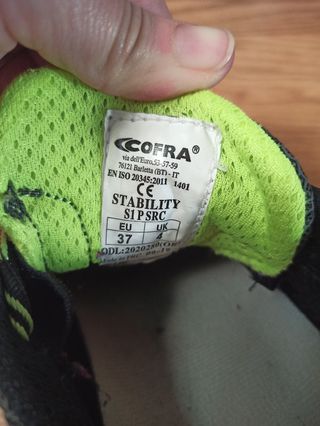 COFRA®
via dell'Euro,53-57-59
76121 Barletta (BT) - IT
EN ISO 20345:2011 1401
CE
STABILITY
S1 P SRC
EU UK
37 4